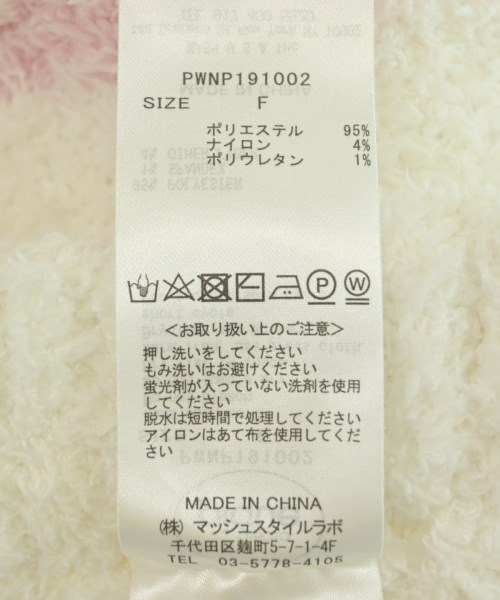 PWNP191002
SIZE F
ポリエステル 95%
ナイロン 4%
ポリウレタン 1%
P W
<お取り扱い上のご注意>
押し洗いをしてください
もみ洗いはお避けください
蛍光剤が入っていない洗剤を使用
してください
脱水は短時間で処理してください
アイロンはあて布を使用してくだ
さい
MADE IN CHINA
(株) マッシュスタイルラボ
千代田区麹町5-7-1-4F
TEL 03-5778-4105